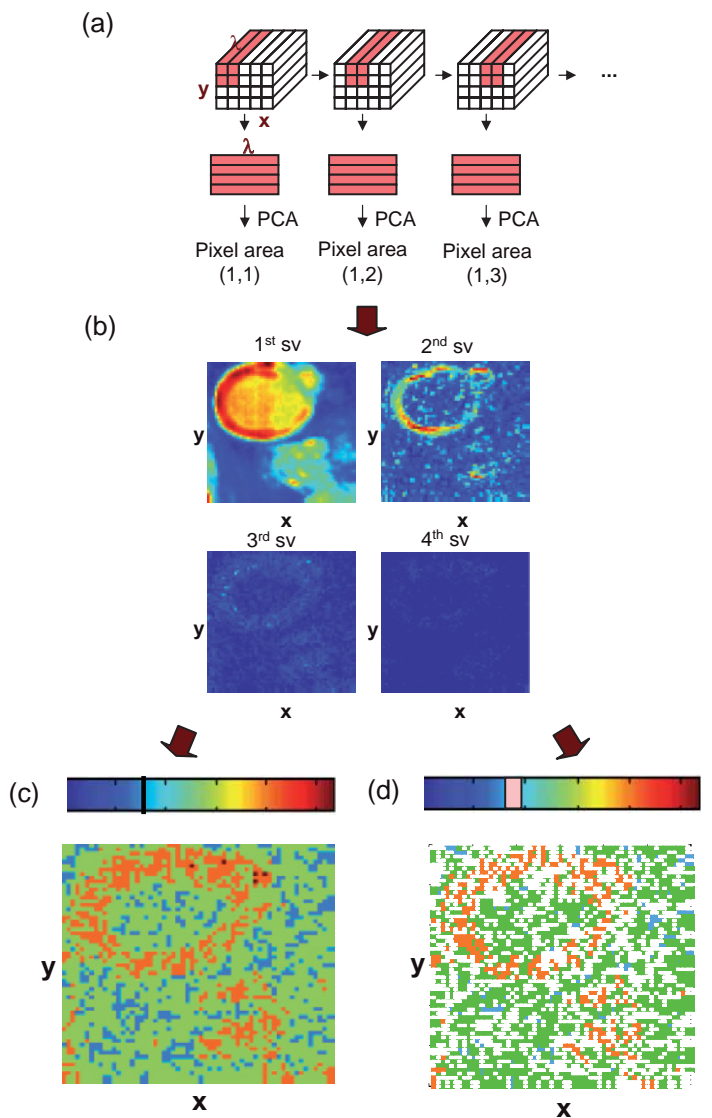 (a)
λ
y
x
...
λ
PCA PCA PCA
Pixel area Pixel area Pixel area
(1,1) (1,2) (1,3)
(b)
1st sv 2nd sv
y y
x x
3rd sv 4th sv
y y
x x
(c) (d)
y y
x x